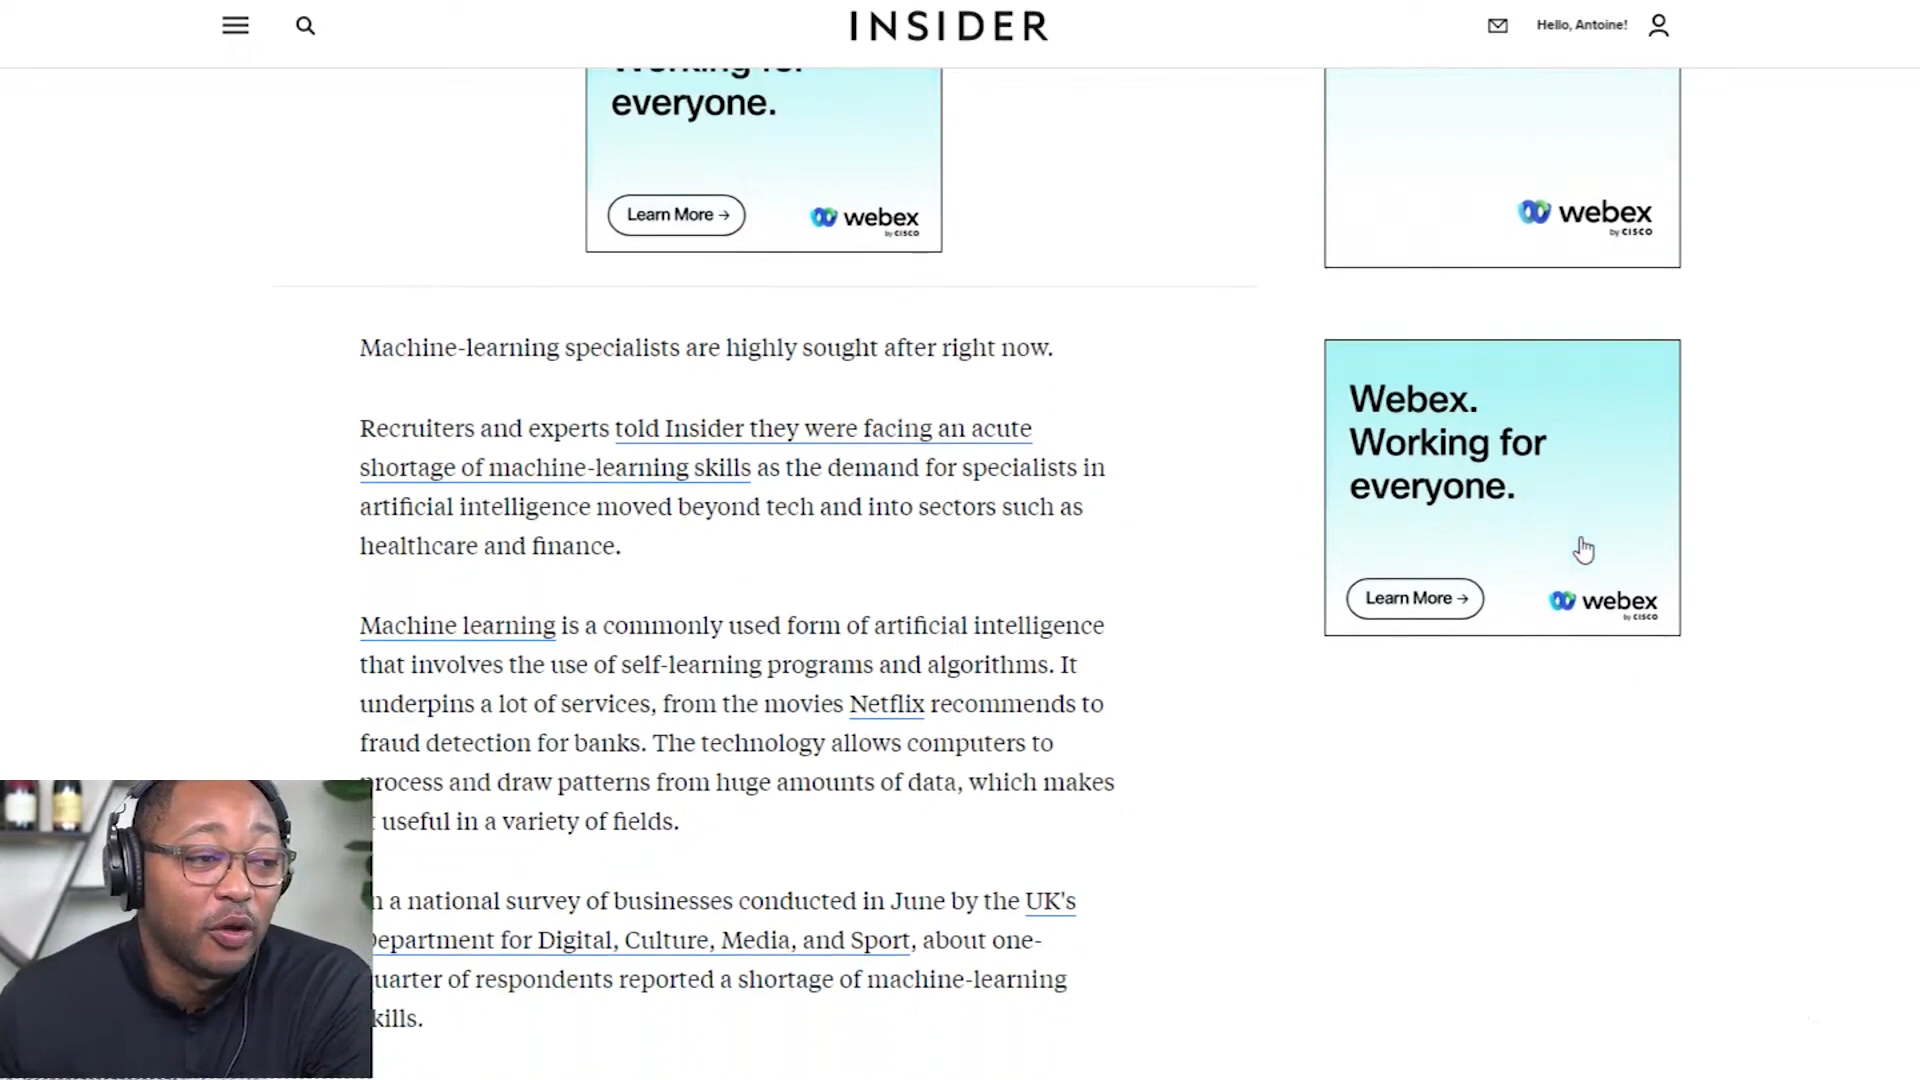 INSIDER
Hello, Antoine!
everyone.
Learn More →
webex
by CISCO
webex
by CISCO
Machine-learning specialists are highly sought after right now.
Recruiters and experts told Insider they were facing an acute
shortage of machine-learning skills as the demand for specialists in
artificial intelligence moved beyond tech and into sectors such as
healthcare and finance.
Webex.
Working for
everyone.
Learn More →
webex
by CISCO
Machine learning is a commonly used form of artificial intelligence
that involves the use of self-learning programs and algorithms. It
underpins a lot of services, from the movies Netflix recommends to
fraud detection for banks. The technology allows computers to
rocess and draw patterns from huge amounts of data, which makes
useful in a variety of fields.
a national survey of businesses conducted in June by the UK's
epartment for Digital, Culture, Media, and Sport, about one-
uarter of respondents reported a shortage of machine-learning
kills.